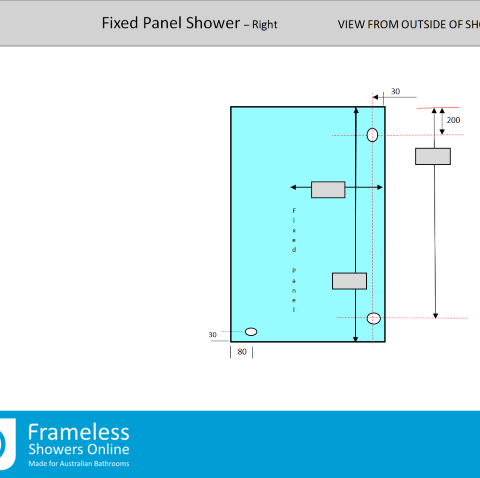 Fixed Panel Shower – Right
VIEW FROM OUTSIDE OF SHO
30
200
Fixed Panel
30
80
Frameless
Showers Online
Made for Australian Bathrooms